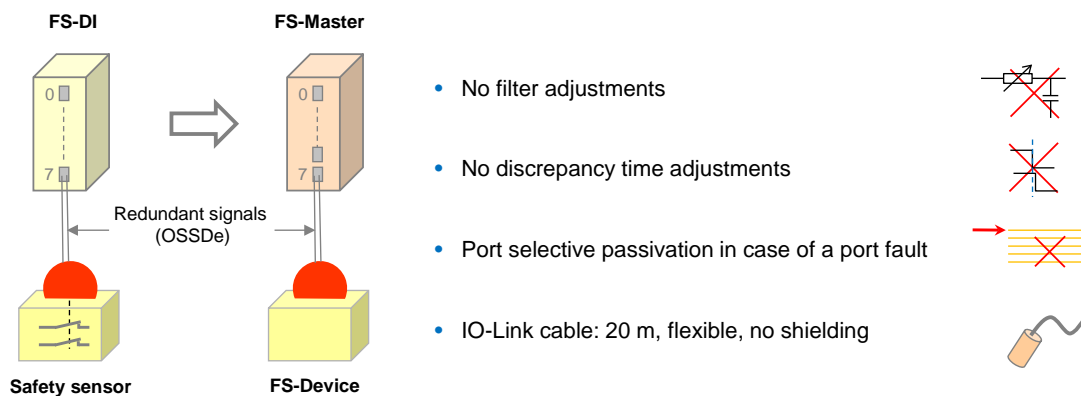 FS-DI
FS-Master
0
0
7
7
Redundant signals
(OSSDe)
Safety sensor
FS-Device
• No filter adjustments
• No discrepancy time adjustments
• Port selective passivation in case of a port fault
• IO-Link cable: 20 m, flexible, no shielding